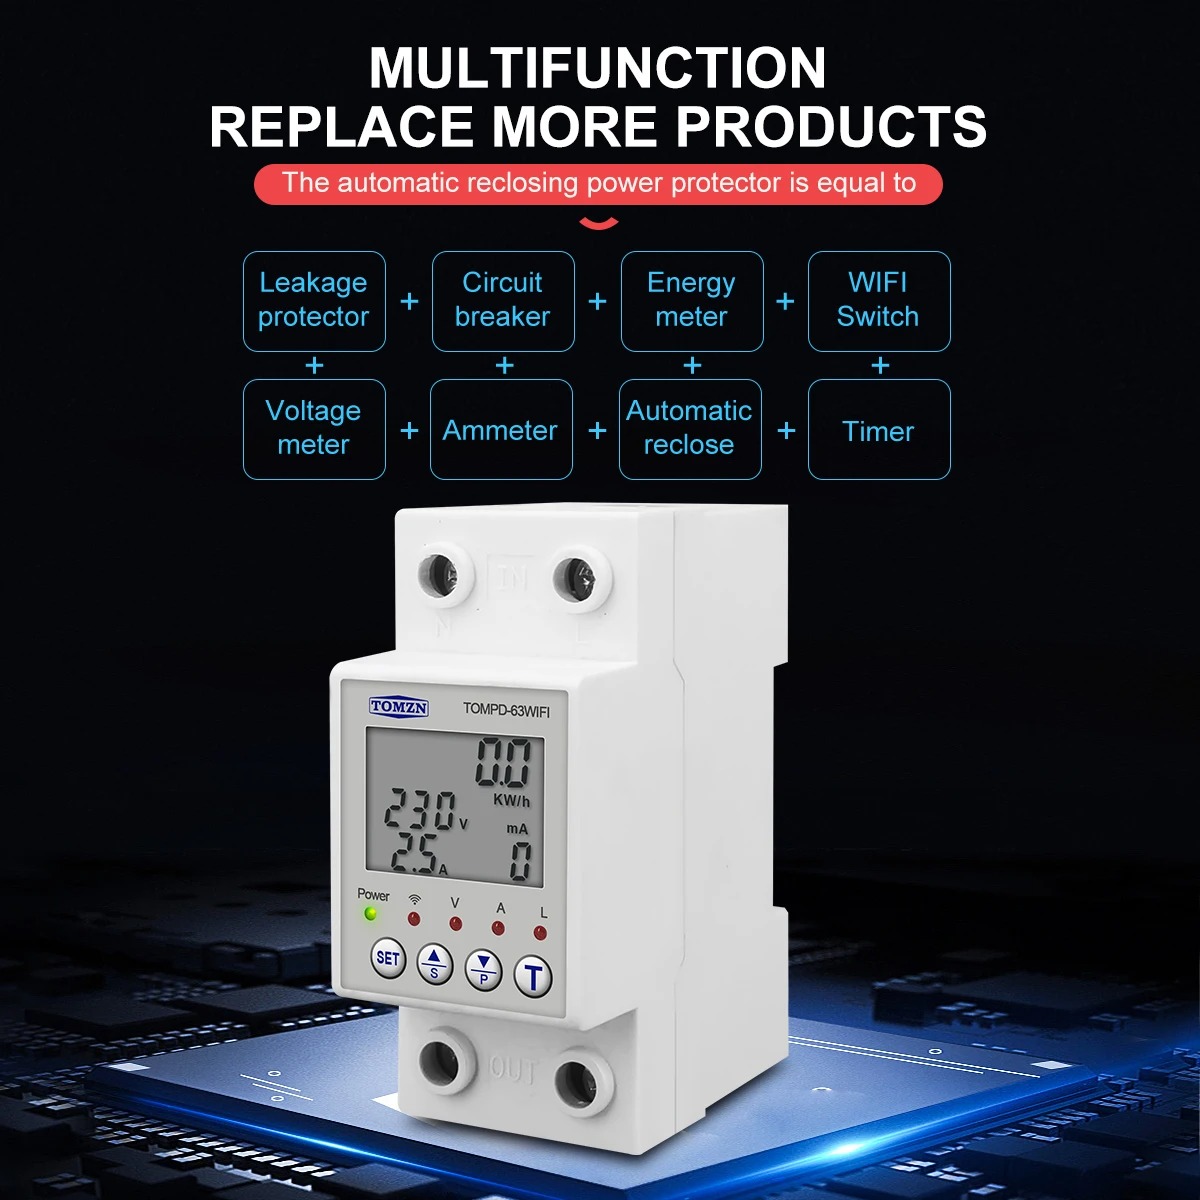 MULTIFUNCTION
REPLACE MORE PRODUCTS
The automatic reclosing power protector is equal to
Leakage protector + Circuit breaker + Energy meter + WIFI Switch
+ + + +
Voltage meter + Ammeter + Automatic reclose + Timer
IN
N L
TOMZN TOMPD-63WIFI
0.0
KW/h
230 V mA
2.5 A 0
Power V A L
SET ▲/S ▼/P T
OUT